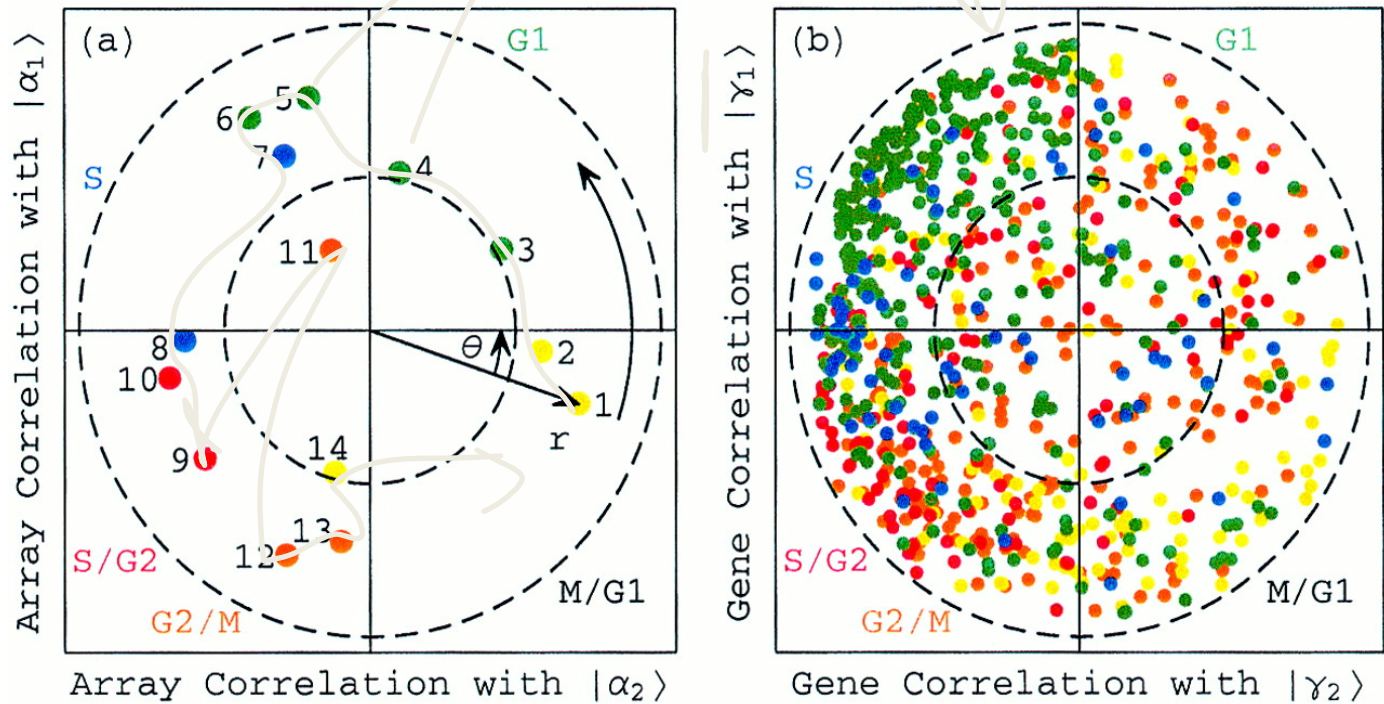 (a)
G1
S
S/G2
G2/M
M/G1
5
6
7
4
11
3
8
θ
2
10
1
r
9
14
13
12
Array Correlation with |α₁⟩
Array Correlation with |α₂⟩
(b)
G1
S
S/G2
G2/M
M/G1
Gene Correlation with |γ₁⟩
Gene Correlation with |γ₂⟩